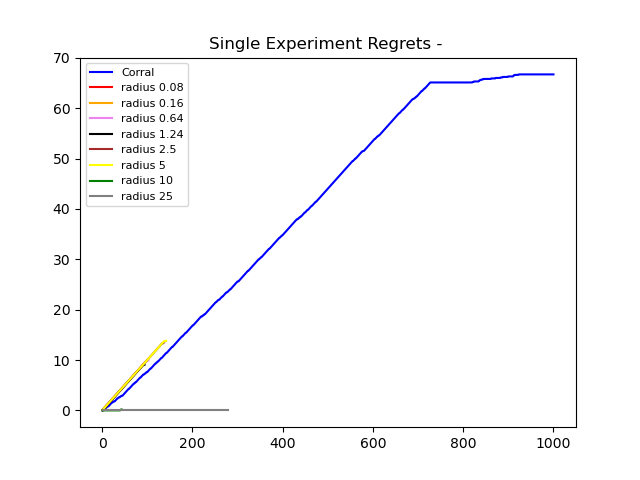 Single Experiment Regrets -
70
60
50
40
30
20
10
0
Corral
radius 0.08
radius 0.16
radius 0.64
radius 1.24
radius 2.5
radius 5
radius 10
radius 25
0 200 400 600 800 1000